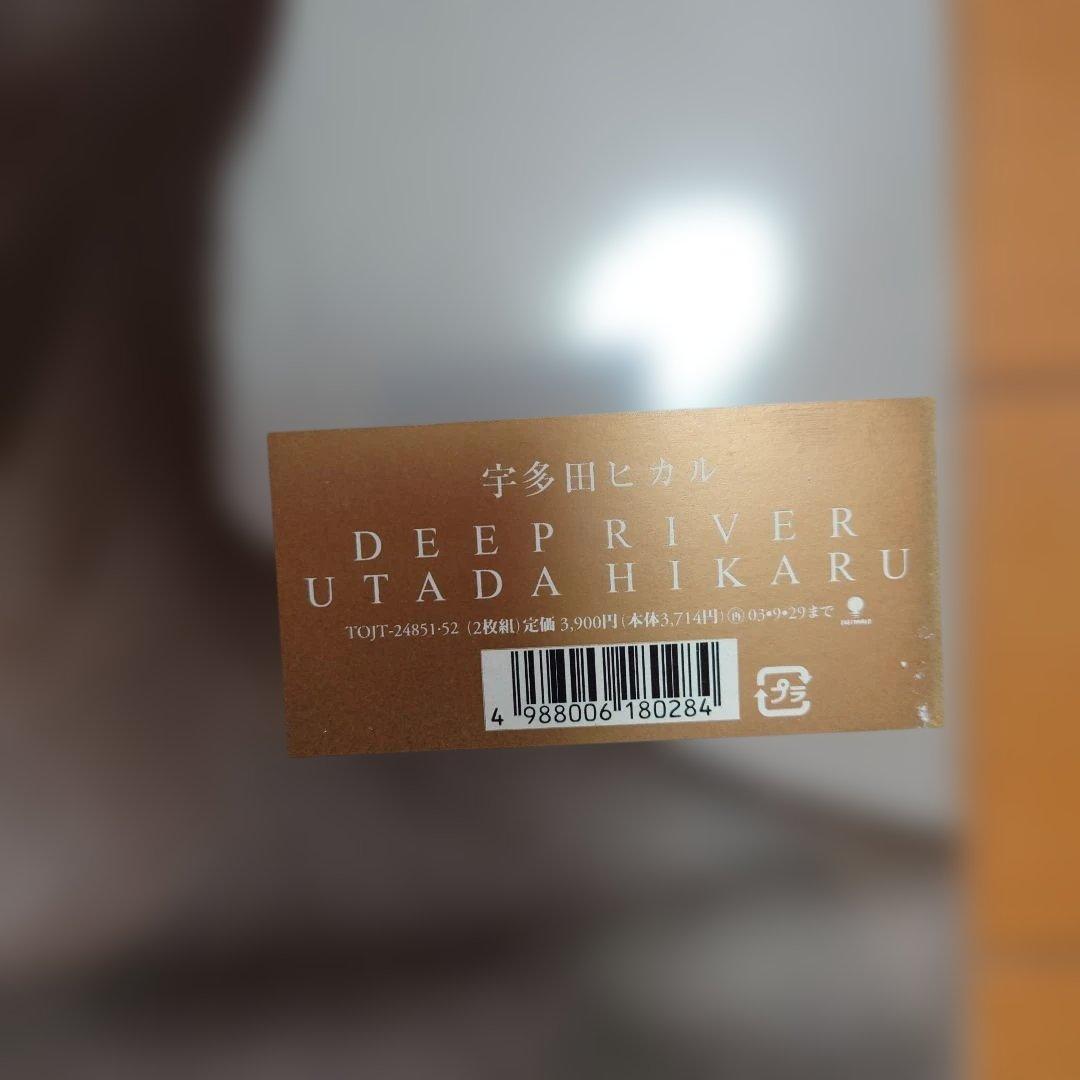 宇多田ヒカル
DEEP RIVER
UTADA HIKARU
TOJT-24851·52 (2枚組) 定価 3,900円 (本体3,714円) Ⓡ 03•9•29まで
プラ
4 988006 180284